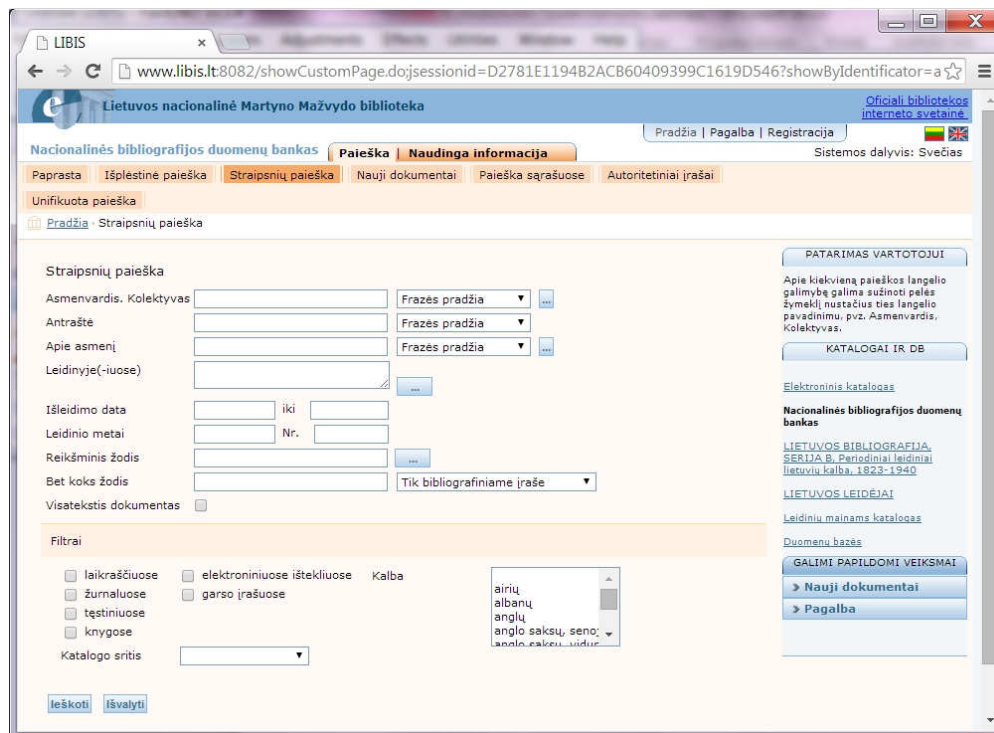 LIBIS
www.libis.lt:8082/showCustomPage.do;jsessionid=D2781E1194B2ACB60409399C1619D546?showByIdentificator=a
Lietuvos nacionalinė Martyno Mažvydo biblioteka
Oficiali bibliotekos
interneto svetainė
Pradžia | Pagalba | Registracija
Nacionalinės bibliografijos duomenų bankas
Paieška | Naudinga informacija
Sistemos dalyvis: Svečias
Paprasta Išplėstinė paieška Straipsnių paieška Nauji dokumentai Paieška sąrašuose Autoritetiniai įrašai
Unifikuota paieška
Pradžia · Straipsnių paieška
Straipsnių paieška
Asmenvardis. Kolektyvas Frazės pradžia ...
Antraštė Frazės pradžia
Apie asmenį Frazės pradžia ...
Leidinyje(-iuose) ...
Išleidimo data iki
Leidinio metai Nr.
Reikšminis žodis ...
Bet koks žodis Tik bibliografiniame įraše
Visatekstis dokumentas
Filtrai
laikraščiuose elektroniniuose ištekliuose Kalba
žurnaluose garso įrašuose
tęstiniuose
knygose
airių
albanų
anglų
anglo saksų, senoj
anglo saksų, vidur
Katalogo sritis
Ieškoti Išvalyti
PATARIMAS VARTOTOJUI
Apie kiekvieną paieškos langelio
galimybę galima sužinoti pelės
žymeklį nustačius ties langelio
pavadinimu, pvz. Asmenvardis,
Kolektyvas.
KATALOGAI IR DB
Elektroninis katalogas
Nacionalinės bibliografijos duomenų
bankas
LIETUVOS BIBLIOGRAFIJA.
SERIJA B, Periodiniai leidiniai
lietuvių kalba, 1823-1940
LIETUVOS LEIDĖJAI
Leidinių mainams katalogas
Duomenų bazės
GALIMI PAPILDOMI VEIKSMAI
Nauji dokumentai
Pagalba